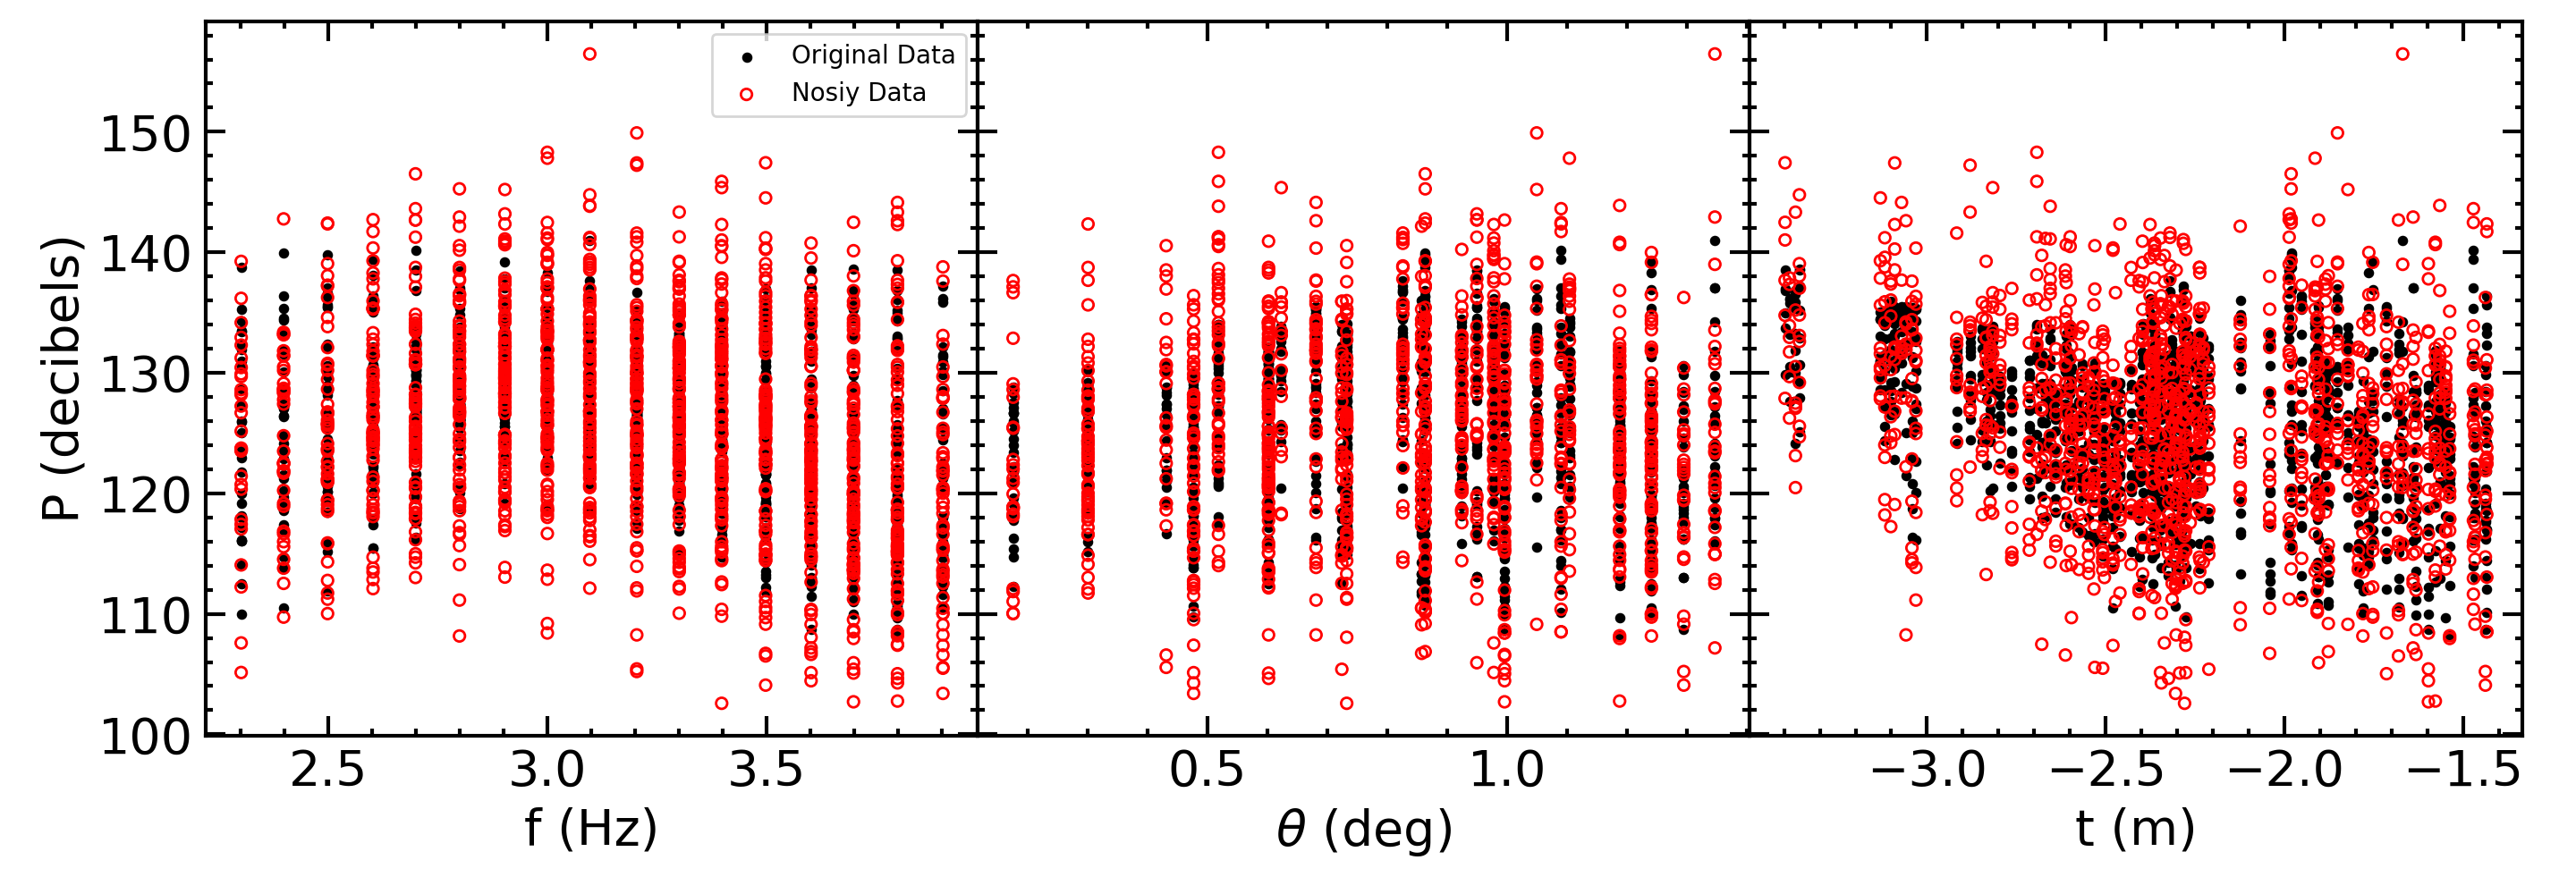 Original Data
Nosiy Data
150
140
130
120
110
100
P (decibels)
2.5 3.0 3.5
f (Hz)
0.5 1.0
θ (deg)
−3.0 −2.5 −2.0 −1.5
t (m)